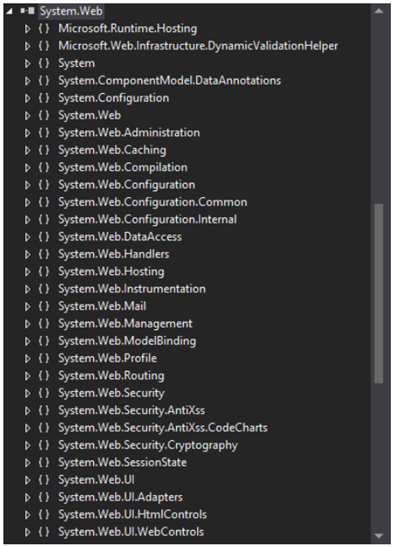 System.Web
{ } Microsoft.Runtime.Hosting
{ } Microsoft.Web.Infrastructure.DynamicValidationHelper
{ } System
{ } System.ComponentModel.DataAnnotations
{ } System.Configuration
{ } System.Web
{ } System.Web.Administration
{ } System.Web.Caching
{ } System.Web.Compilation
{ } System.Web.Configuration
{ } System.Web.Configuration.Common
{ } System.Web.Configuration.Internal
{ } System.Web.DataAccess
{ } System.Web.Handlers
{ } System.Web.Hosting
{ } System.Web.Instrumentation
{ } System.Web.Mail
{ } System.Web.Management
{ } System.Web.ModelBinding
{ } System.Web.Profile
{ } System.Web.Routing
{ } System.Web.Security
{ } System.Web.Security.AntiXss
{ } System.Web.Security.AntiXss.CodeCharts
{ } System.Web.Security.Cryptography
{ } System.Web.SessionState
{ } System.Web.UI
{ } System.Web.UI.Adapters
{ } System.Web.UI.HtmlControls
{ } System.Web.UI.WebControls